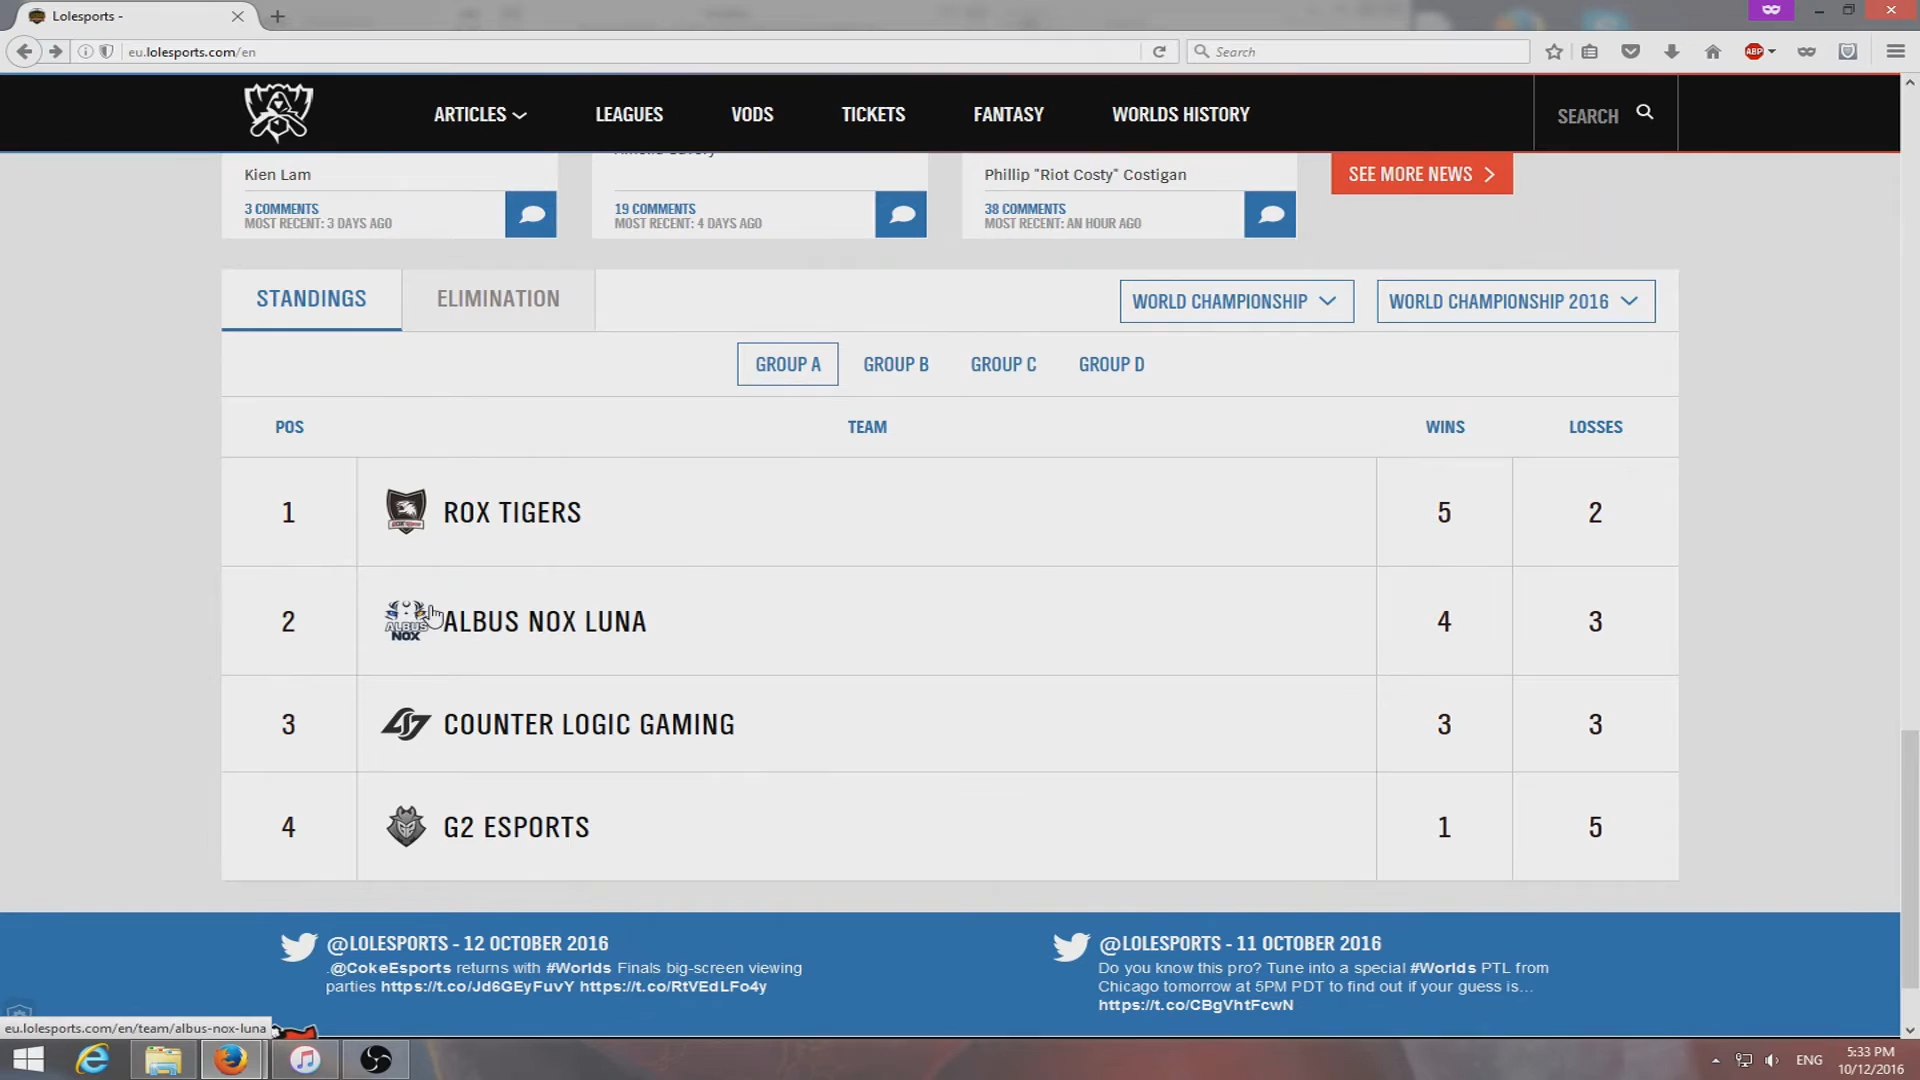 Lolesports -
eu.lolesports.com/en
Search
ABP
ARTICLES
LEAGUES
VODS
TICKETS
FANTASY
WORLDS HISTORY
SEARCH
Kien Lam
Phillip "Riot Costy" Costigan
SEE MORE NEWS
3 COMMENTS
MOST RECENT: 3 DAYS AGO
19 COMMENTS
MOST RECENT: 4 DAYS AGO
38 COMMENTS
MOST RECENT: AN HOUR AGO
STANDINGS
ELIMINATION
WORLD CHAMPIONSHIP
WORLD CHAMPIONSHIP 2016
GROUP A
GROUP B
GROUP C
GROUP D
POS
TEAM
WINS
LOSSES
1
ROX TIGERS
5
2
2
ALBUS
NOX
ALBUS NOX LUNA
4
3
3
COUNTER LOGIC GAMING
3
3
4
G2 ESPORTS
1
5
@LOLESPORTS - 12 OCTOBER 2016
.@CokeEsports returns with #Worlds Finals big-screen viewing
parties https://t.co/Jd6GEyFuvY https://t.co/RtVEdLFo4y
@LOLESPORTS - 11 OCTOBER 2016
Do you know this pro? Tune into a special #Worlds PTL from
Chicago tomorrow at 5PM PDT to find out if your guess is…
https://t.co/CBgVhtFcwN
eu.lolesports.com/en/team/albus-nox-luna
ENG
5:33 PM
10/12/2016